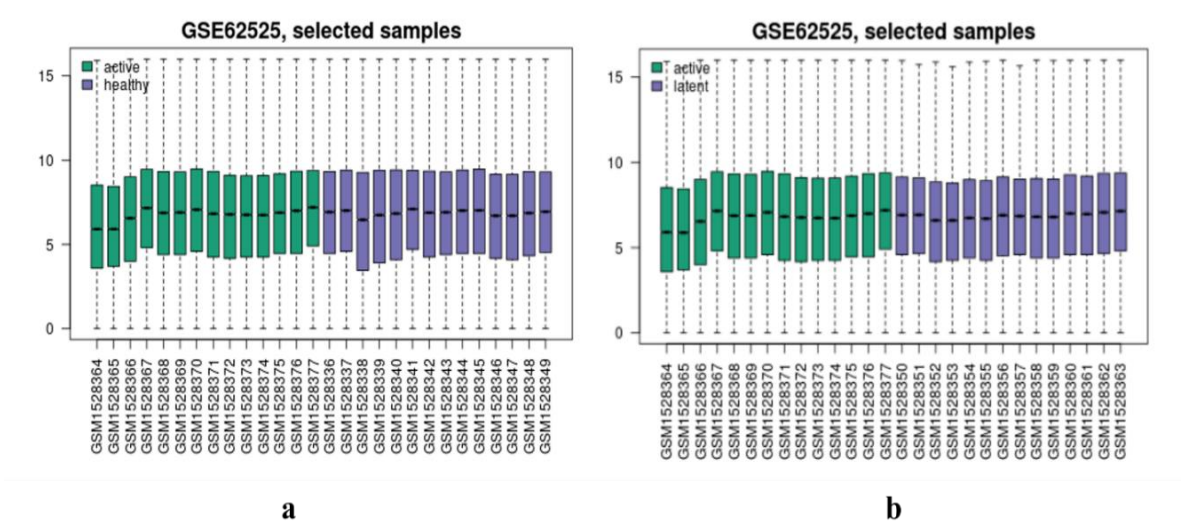 GSE62525, selected samples
active
healthy
15
10
5
0
GSM1528364
GSM1528365
GSM1528366
GSM1528367
GSM1528368
GSM1528369
GSM1528370
GSM1528371
GSM1528372
GSM1528373
GSM1528374
GSM1528375
GSM1528376
GSM1528377
GSM1528336
GSM1528337
GSM1528338
GSM1528339
GSM1528340
GSM1528341
GSM1528342
GSM1528343
GSM1528344
GSM1528345
GSM1528346
GSM1528347
GSM1528348
GSM1528349
a
GSE62525, selected samples
active
latent
15
10
5
0
GSM1528364
GSM1528365
GSM1528366
GSM1528367
GSM1528368
GSM1528369
GSM1528370
GSM1528371
GSM1528372
GSM1528373
GSM1528374
GSM1528375
GSM1528376
GSM1528377
GSM1528350
GSM1528351
GSM1528352
GSM1528353
GSM1528354
GSM1528355
GSM1528356
GSM1528357
GSM1528358
GSM1528359
GSM1528360
GSM1528361
GSM1528362
GSM1528363
b